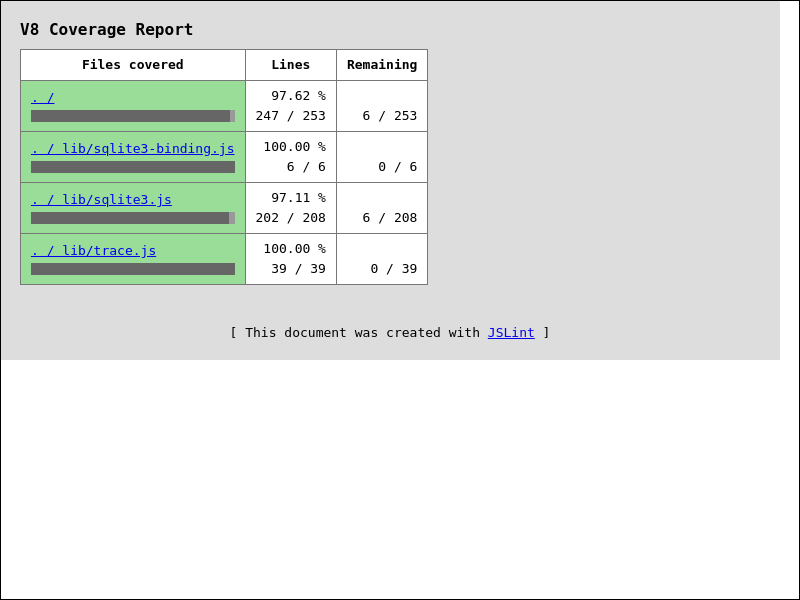 V8 Coverage Report
Files covered Lines Remaining
. / 97.62 %
247 / 253 6 / 253
. / lib/sqlite3-binding.js 100.00 %
6 / 6 0 / 6
. / lib/sqlite3.js 97.11 %
202 / 208 6 / 208
. / lib/trace.js 100.00 %
39 / 39 0 / 39
[ This document was created with JSLint ]